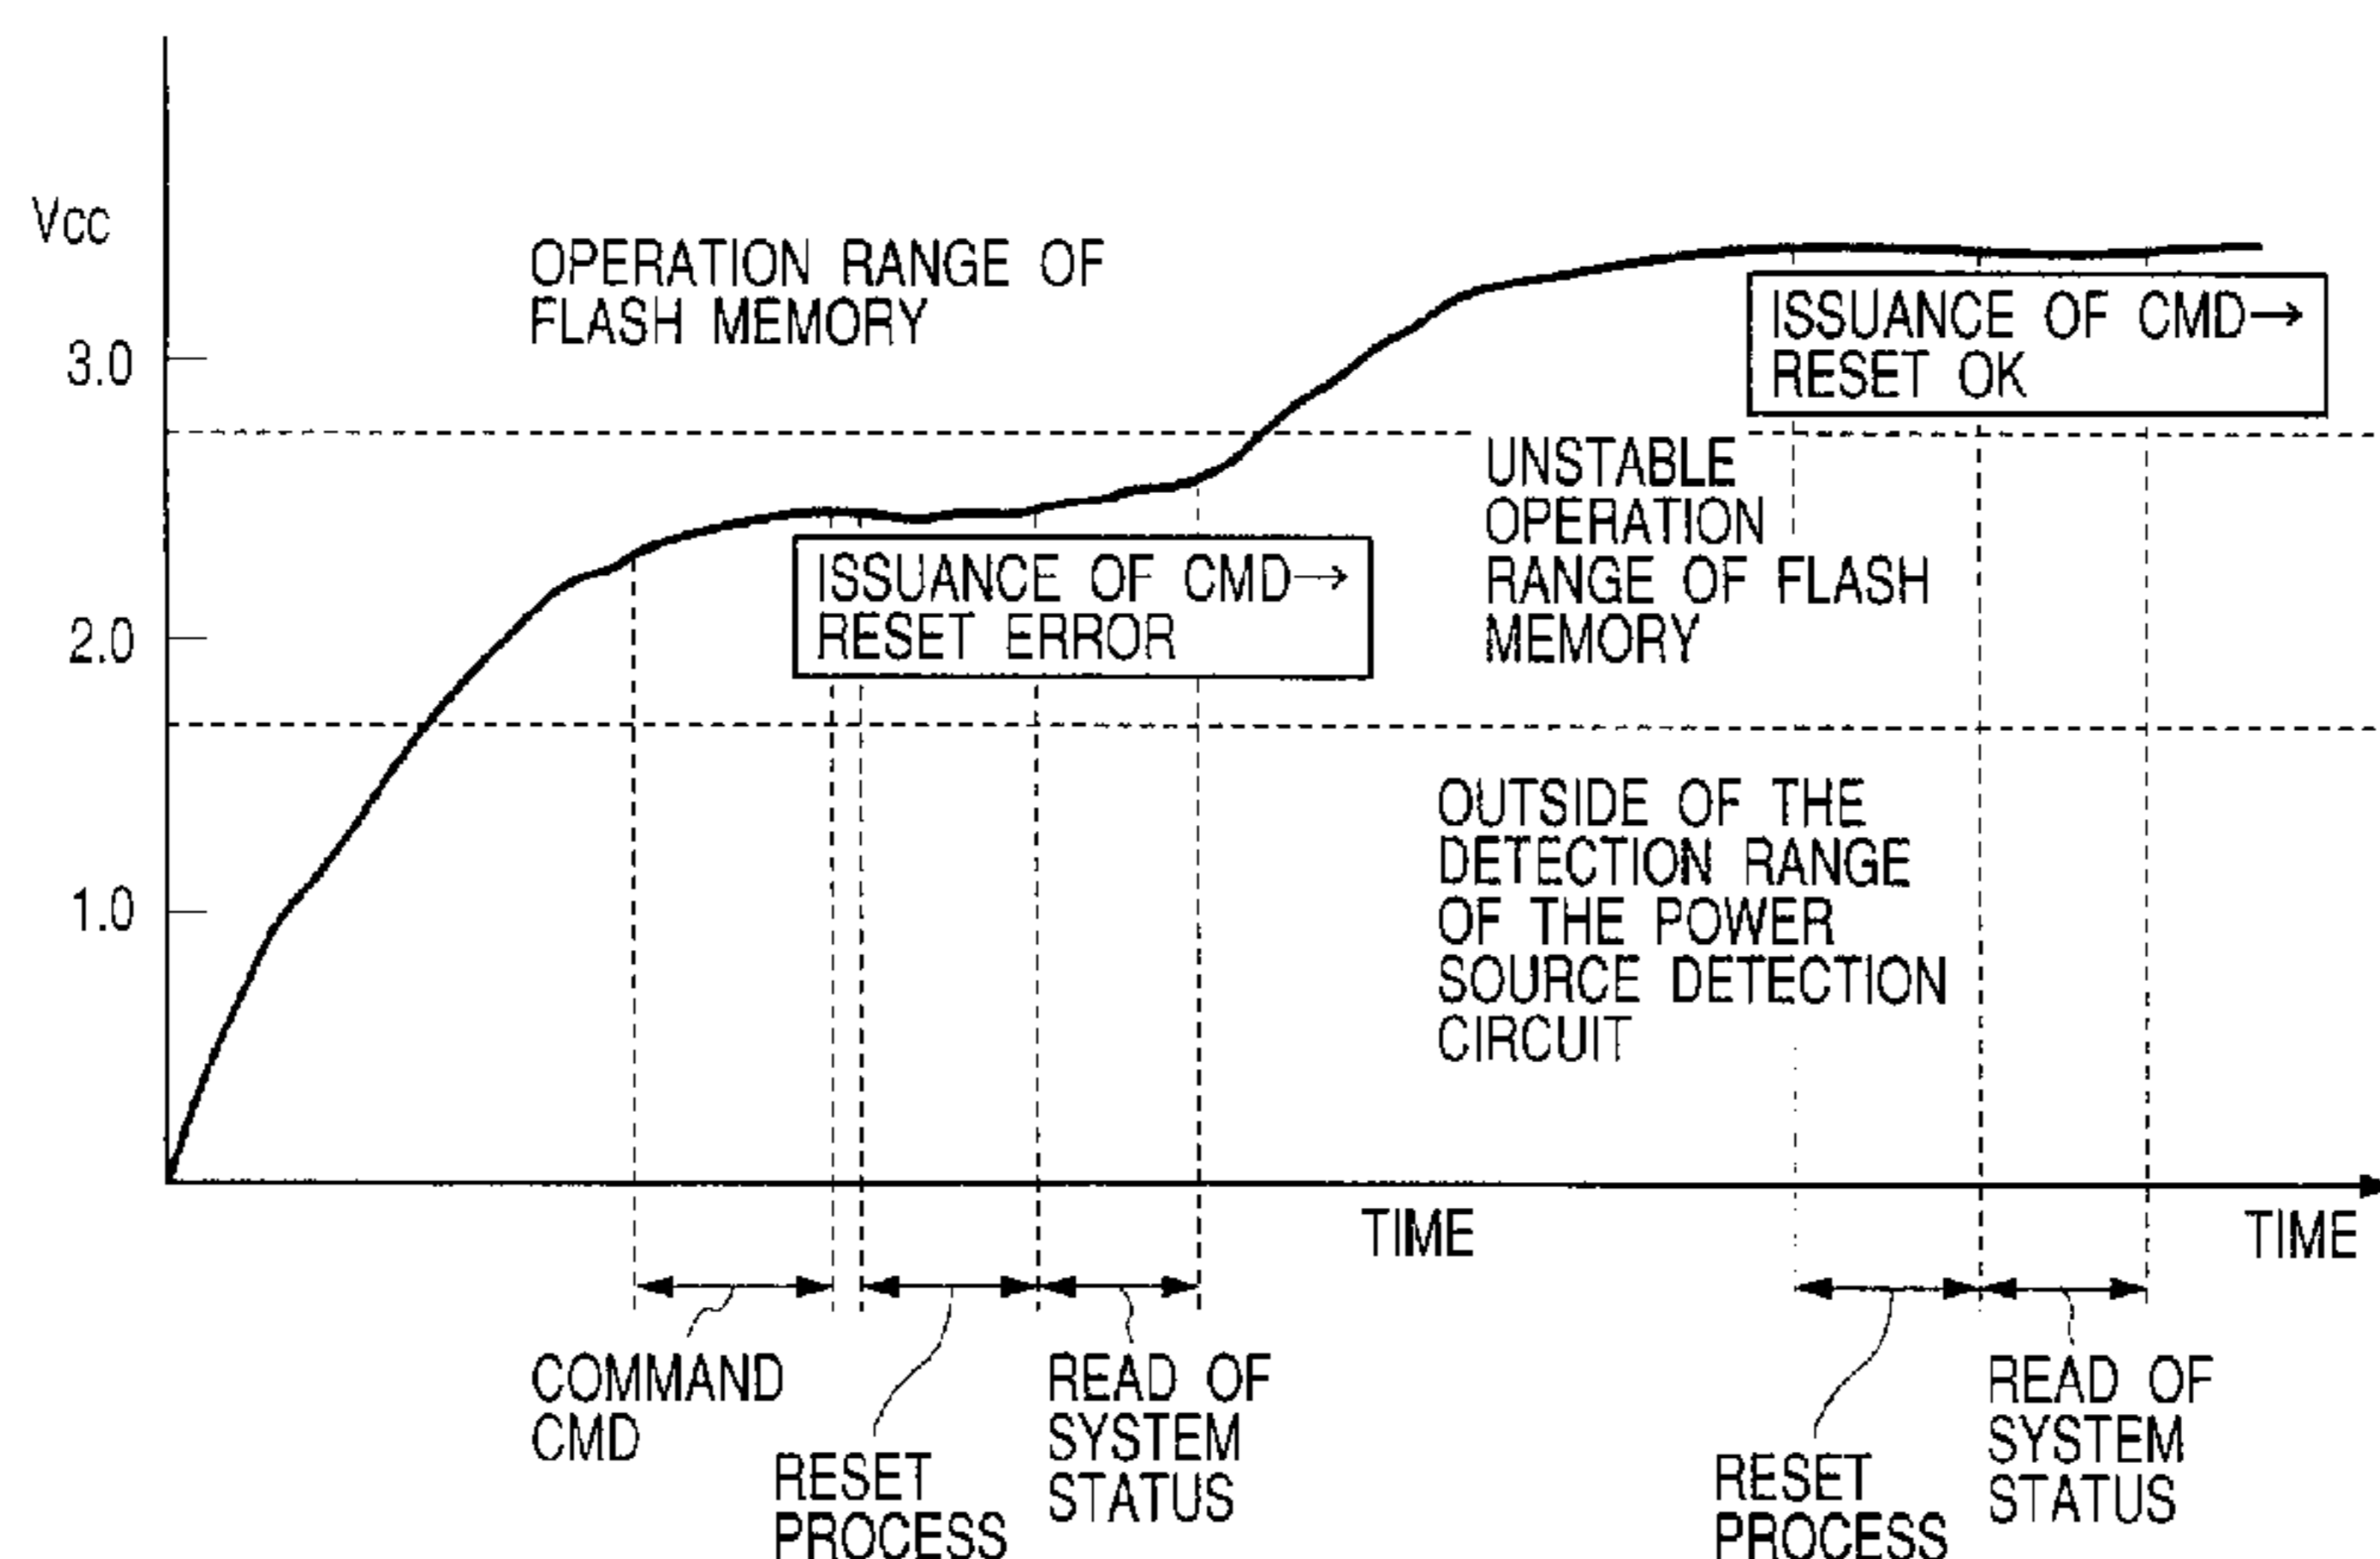 Vcc
OPERATION RANGE OF
FLASH MEMORY
3.0
2.0
1.0
ISSUANCE OF CMD→
RESET OK
UNSTABLE
OPERATION
RANGE OF FLASH
MEMORY
ISSUANCE OF CMD→
RESET ERROR
OUTSIDE OF THE
DETECTION RANGE
OF THE POWER
SOURCE DETECTION
CIRCUIT
TIME
TIME
COMMAND
CMD
RESET
PROCESS
READ OF
SYSTEM
STATUS
RESET
PROCESS
READ OF
SYSTEM
STATUS